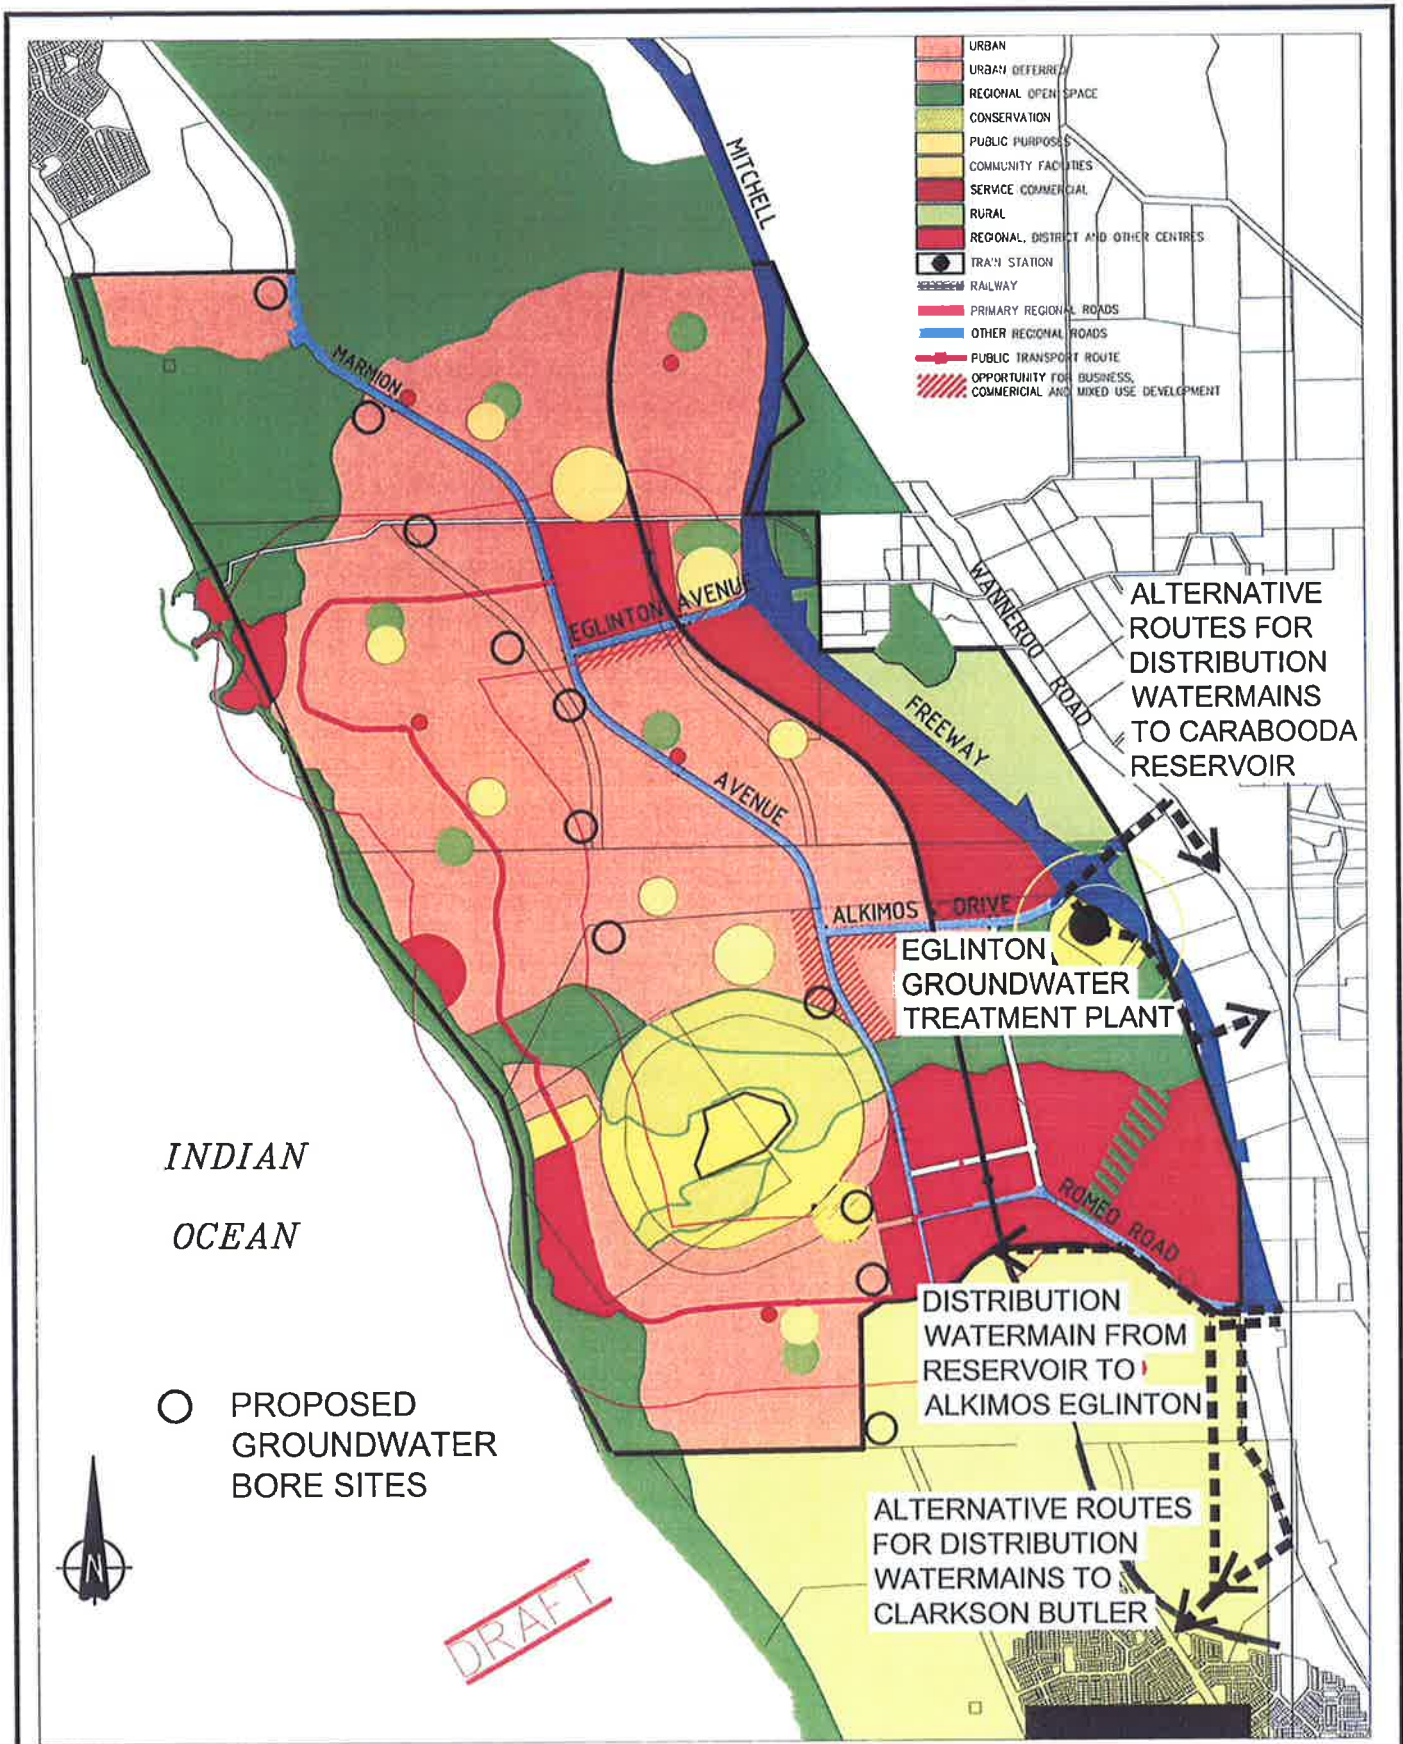 URBAN
URBAN DEFERRED
REGIONAL OPEN SPACE
CONSERVATION
PUBLIC PURPOSES
COMMUNITY FACILITIES
SERVICE COMMERCIAL
RURAL
REGIONAL, DISTRICT AND OTHER CENTRES
TRAIN STATION
RAILWAY
PRIMARY REGIONAL ROADS
OTHER REGIONAL ROADS
PUBLIC TRANSPORT ROUTE
OPPORTUNITY FOR BUSINESS,
COMMERICIAL AND MIXED USE DEVELOPMENT
MITCHELL
MARMION
EGLINTON AVENUE
WANNEROO ROAD
ALTERNATIVE
ROUTES FOR
DISTRIBUTION
WATERMAINS
TO CARABOODA
RESERVOIR
FREEWAY
AVENUE
ALKIMOS DRIVE
EGLINTON
GROUNDWATER
TREATMENT PLANT
INDIAN
OCEAN
ROMEO ROAD
DISTRIBUTION
WATERMAIN FROM
RESERVOIR TO
ALKIMOS EGLINTON
PROPOSED
GROUNDWATER
BORE SITES
ALTERNATIVE ROUTES
FOR DISTRIBUTION
WATERMAINS TO
CLARKSON BUTLER
N
DRAFT